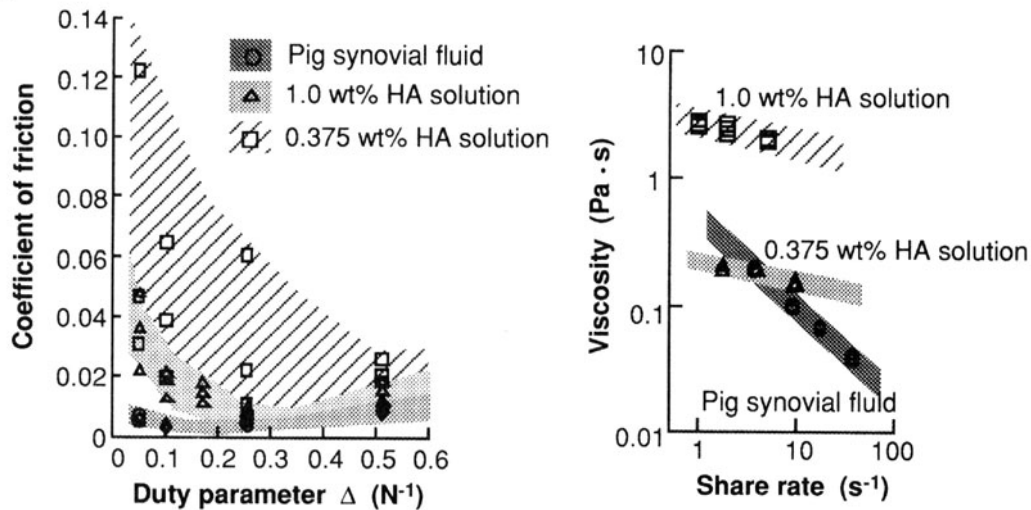 0.14
0.12
0.10
0.08
0.06
0.04
0.02
0
Coefficient of friction
Pig synovial fluid
1.0 wt% HA solution
0.375 wt% HA solution
0 0.1 0.2 0.3 0.4 0.5 0.6
Duty parameter Δ (N⁻¹)
10
1
0.1
0.01
Viscosity (Pa · s)
1.0 wt% HA solution
0.375 wt% HA solution
Pig synovial fluid
1 10 100
Share rate (s⁻¹)